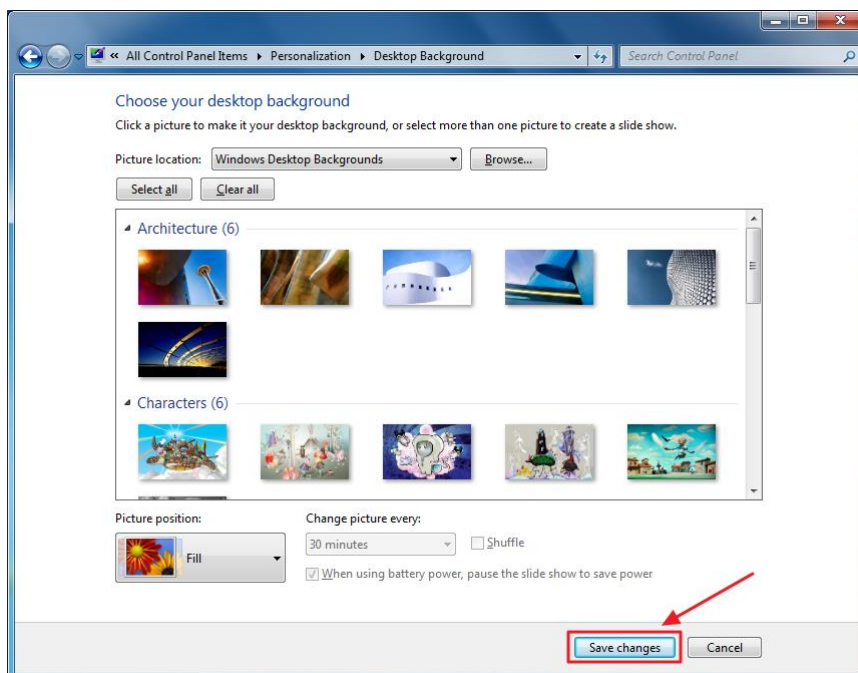 « All Control Panel Items Personalization Desktop Background Search Control Panel
Choose your desktop background
Click a picture to make it your desktop background, or select more than one picture to create a slide show.
Picture location: Windows Desktop Backgrounds Browse...
Select all Clear all
Architecture (6)
Characters (6)
Picture position: Change picture every:
Fill 30 minutes Shuffle
When using battery power, pause the slide show to save power
Save changes Cancel